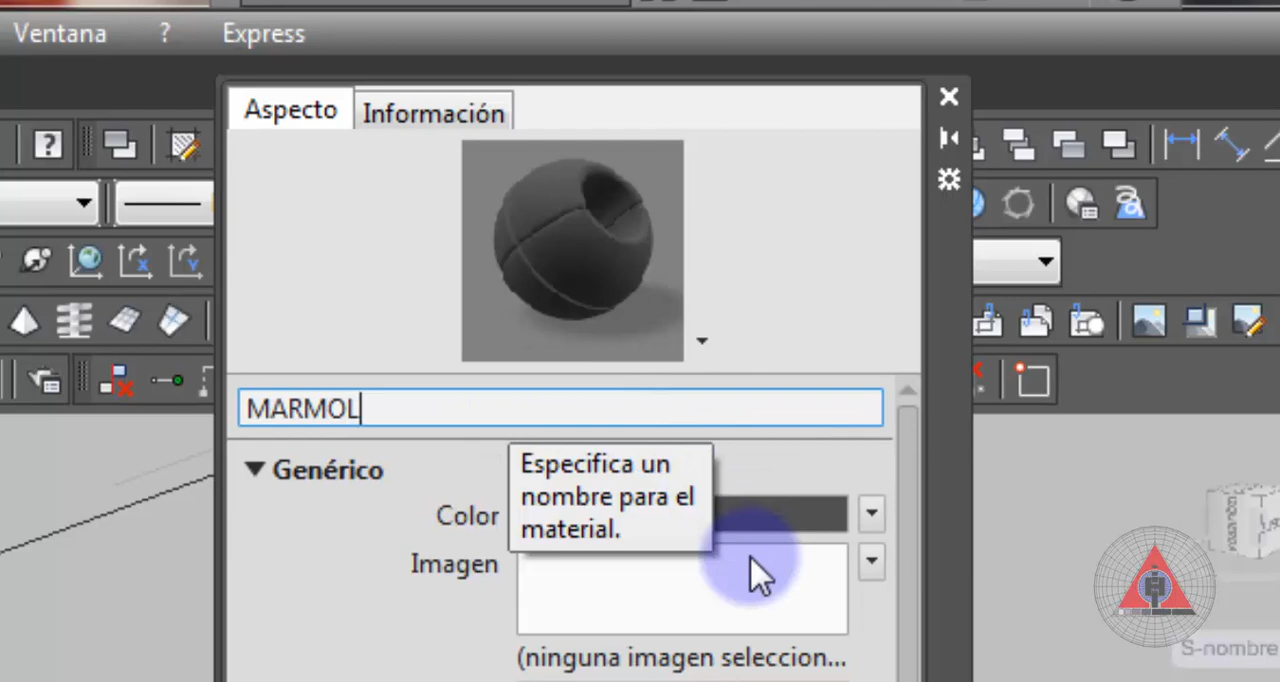 Ventana ? Express
Aspecto Información
MARMOL
Genérico
Especifica un
nombre para el
material.
Color
Imagen
(ninguna imagen seleccion...
S-nombre